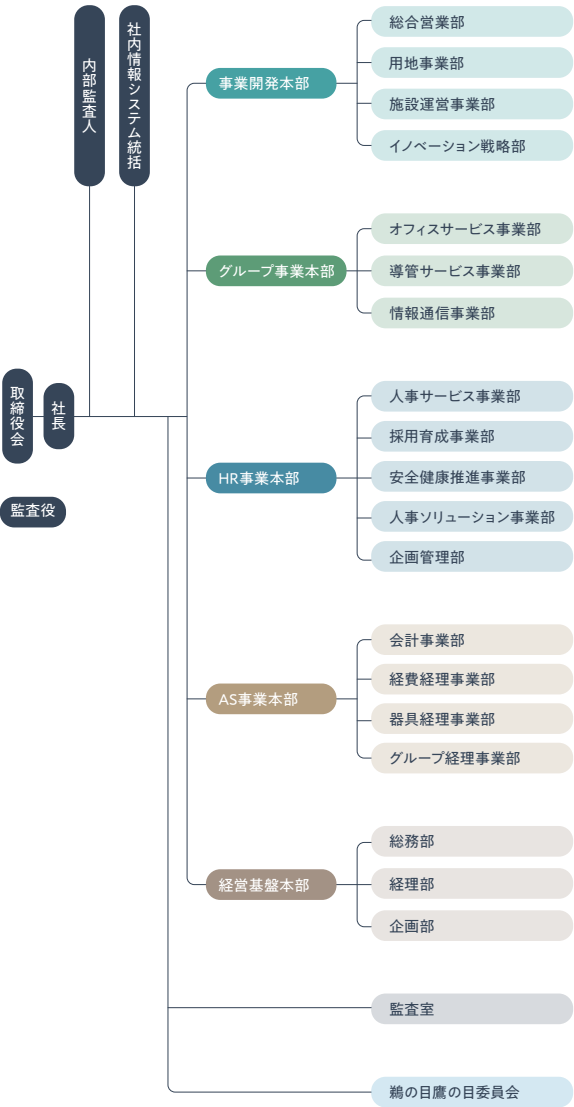 取締役会
社長
監査役
内部監査人
社内情報システム統括
事業開発本部
総合営業部
用地事業部
施設運営事業部
イノベーション戦略部
グループ事業本部
オフィスサービス事業部
導管サービス事業部
情報通信事業部
HR事業本部
人事サービス事業部
採用育成事業部
安全健康推進事業部
人事ソリューション事業部
企画管理部
AS事業本部
会計事業部
経費経理事業部
器具経理事業部
グループ経理事業部
経営基盤本部
総務部
経理部
企画部
監査室
鵜の目鷹の目委員会